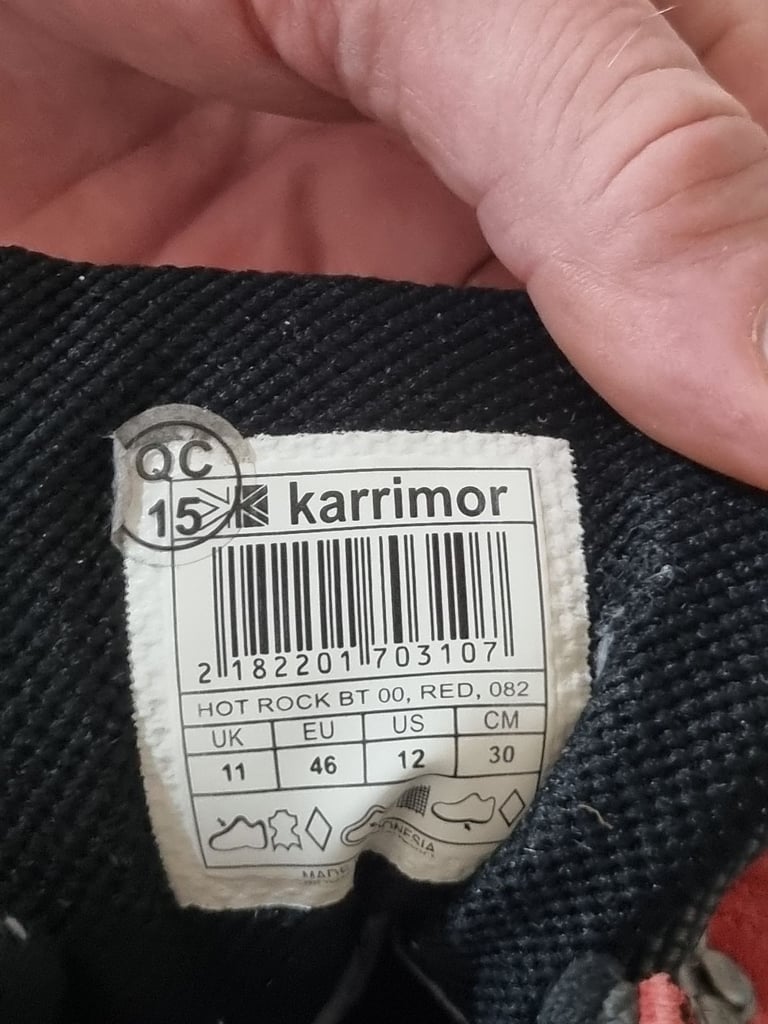 QC
15
karrimor
2 182201 703107
HOT ROCK BT 00, RED, 082
UK EU US CM
11 46 12 30
MADE